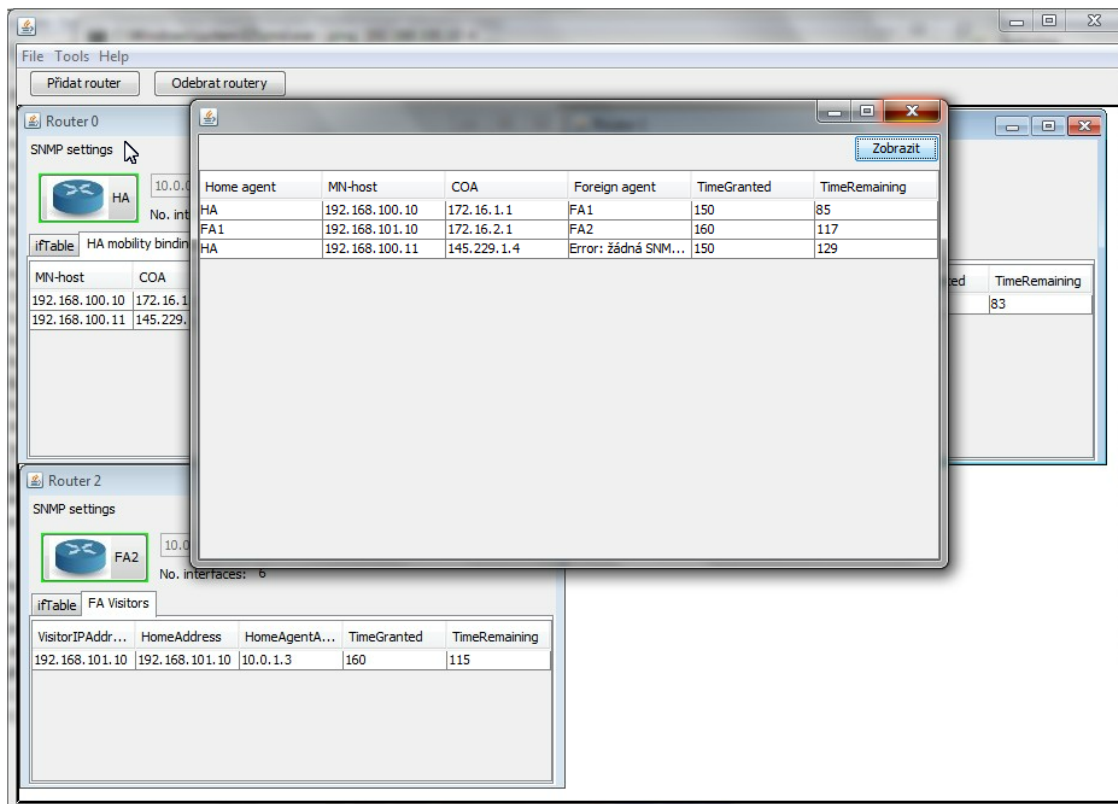 File Tools Help
Přidat router Odebrat routery
Router 0
SNMP settings
HA 10.0.0
No. int
ifTable HA mobility bindin
MN-host COA
192.168.100.10 172.16.1
192.168.100.11 145.229.
Zobrazit
Home agent MN-host COA Foreign agent TimeGranted TimeRemaining
HA 192.168.100.10 172.16.1.1 FA1 150 85
FA1 192.168.101.10 172.16.2.1 FA2 160 117
HA 192.168.100.11 145.229.1.4 Error: žádná SNM... 150 129
ed TimeRemaining
83
Router 2
SNMP settings
FA2 10.0
No. interfaces: 6
ifTable FA Visitors
VisitorIPAddr... HomeAddress HomeAgentA... TimeGranted TimeRemaining
192.168.101.10 192.168.101.10 10.0.1.3 160 115